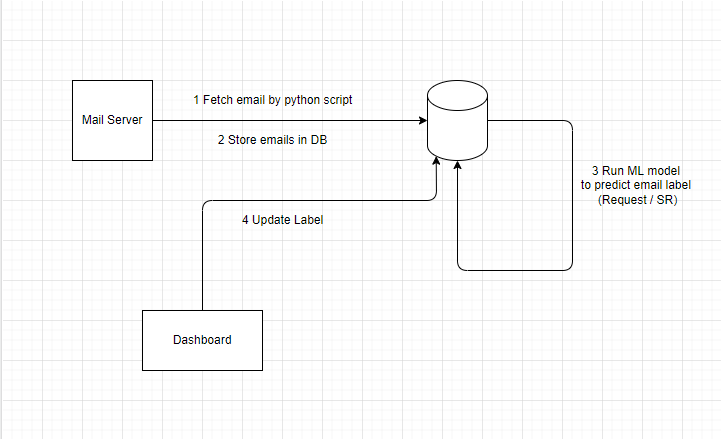 1 Fetch email by python script
Mail Server
2 Store emails in DB
3 Run ML model
to predict email label
(Request / SR)
4 Update Label
Dashboard